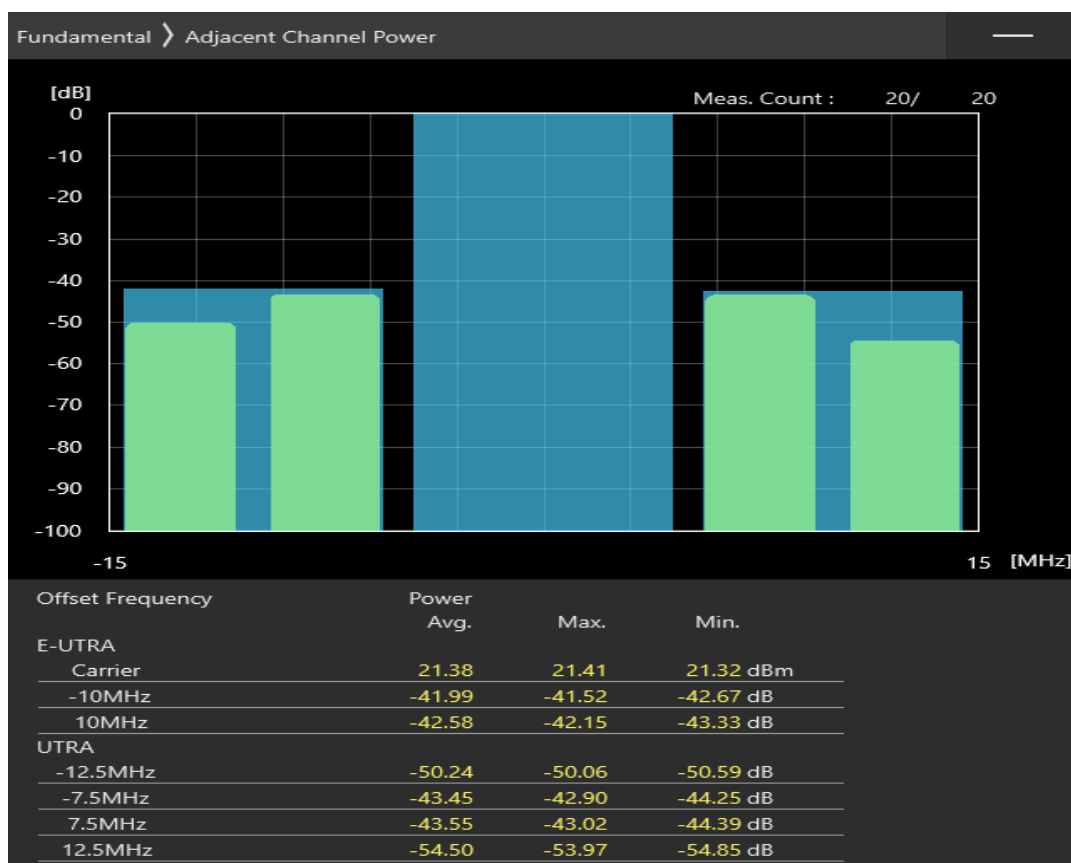 Fundamental ❯ Adjacent Channel Power
[dB]
Meas. Count : 20/ 20
0
-10
-20
-30
-40
-50
-60
-70
-80
-90
-100
-15 15 [MHz]
Offset Frequency Power
Avg. Max. Min.
E-UTRA
Carrier 21.38 21.41 21.32 dBm
-10MHz -41.99 -41.52 -42.67 dB
10MHz -42.58 -42.15 -43.33 dB
UTRA
-12.5MHz -50.24 -50.06 -50.59 dB
-7.5MHz -43.45 -42.90 -44.25 dB
7.5MHz -43.55 -43.02 -44.39 dB
12.5MHz -54.50 -53.97 -54.85 dB